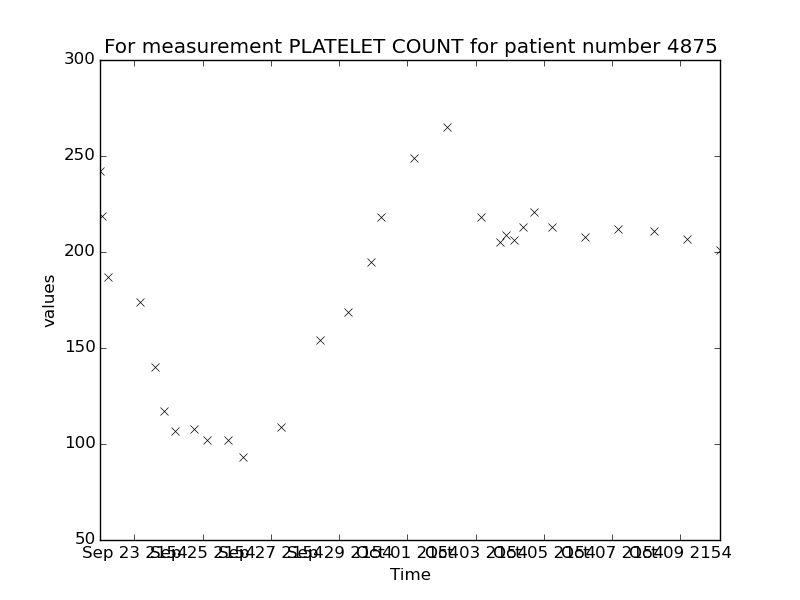 For measurement PLATELET COUNT for patient number 4875
300
250
200
150
100
50
values
Sep 23 2154 Sep 25 2154 Sep 27 2154 Sep 29 2154 Oct 01 2154 Oct 03 2154 Oct 05 2154 Oct 07 2154 Oct 09 2154
Time